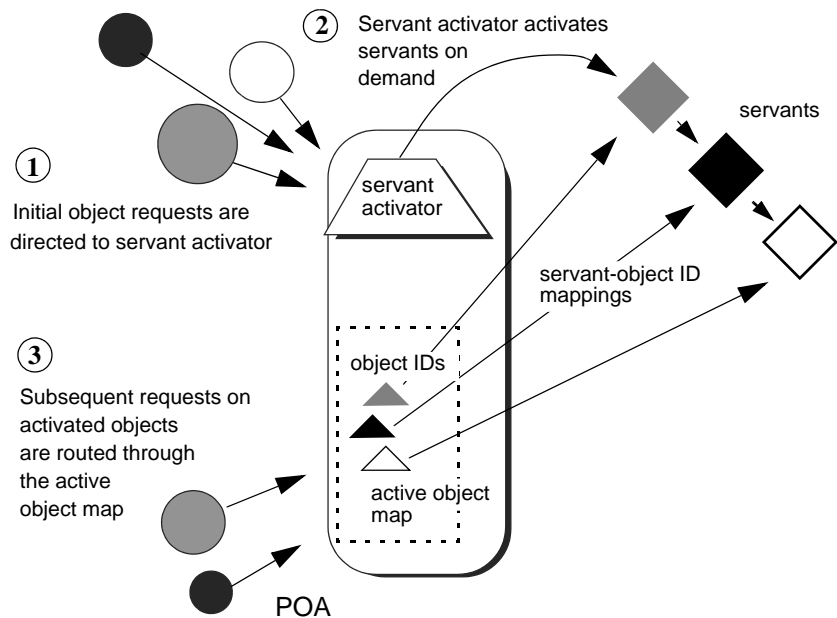 2
Servant activator activates
servants on
demand
servants
1
Initial object requests are
directed to servant activator
servant
activator
servant-object ID
mappings
3
Subsequent requests on
activated objects
are routed through
the active
object map
object IDs
active object
map
POA